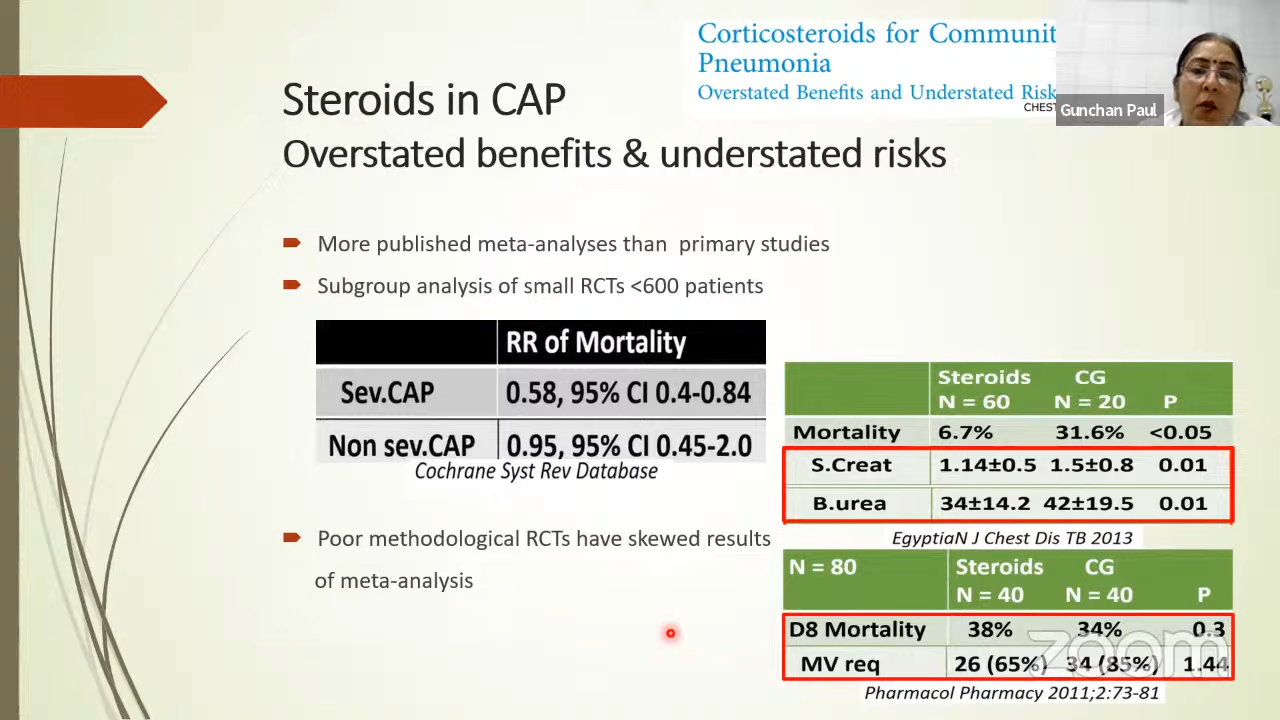 Corticosteroids for Communit
Pneumonia
Overstated Benefits and Understated Risk
CHEST
Gunchan Paul
Steroids in CAP
Overstated benefits & understated risks
More published meta-analyses than primary studies
Subgroup analysis of small RCTs <600 patients
RR of Mortality
Sev.CAP 0.58, 95% CI 0.4-0.84
Non sev.CAP 0.95, 95% CI 0.45-2.0
Cochrane Syst Rev Database
Poor methodological RCTs have skewed results
of meta-analysis
Steroids CG
N = 60 N = 20 P
Mortality 6.7% 31.6% <0.05
S.Creat 1.14±0.5 1.5±0.8 0.01
B.urea 34±14.2 42±19.5 0.01
EgyptiaN J Chest Dis TB 2013
N = 80 Steroids CG
N = 40 N = 40 P
D8 Mortality 38% 34% 0.3
MV req 26 (65%) 34 (85%) 1.44
Pharmacol Pharmacy 2011;2:73-81
zoom